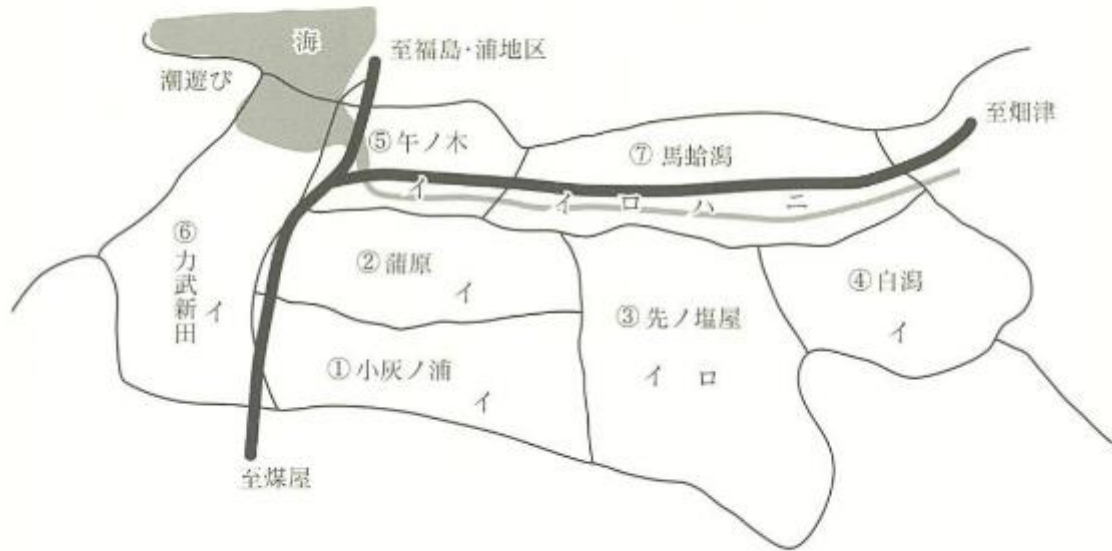 海
至福島・浦地区
潮遊び
至畑津
⑤午ノ木
⑦馬蛤潟
イ
イ ロ ハ ニ
⑥力武新田
イ
②蒲原
イ
③先ノ塩屋
イ ロ
④白潟
イ
①小灰ノ浦
イ
至煤屋